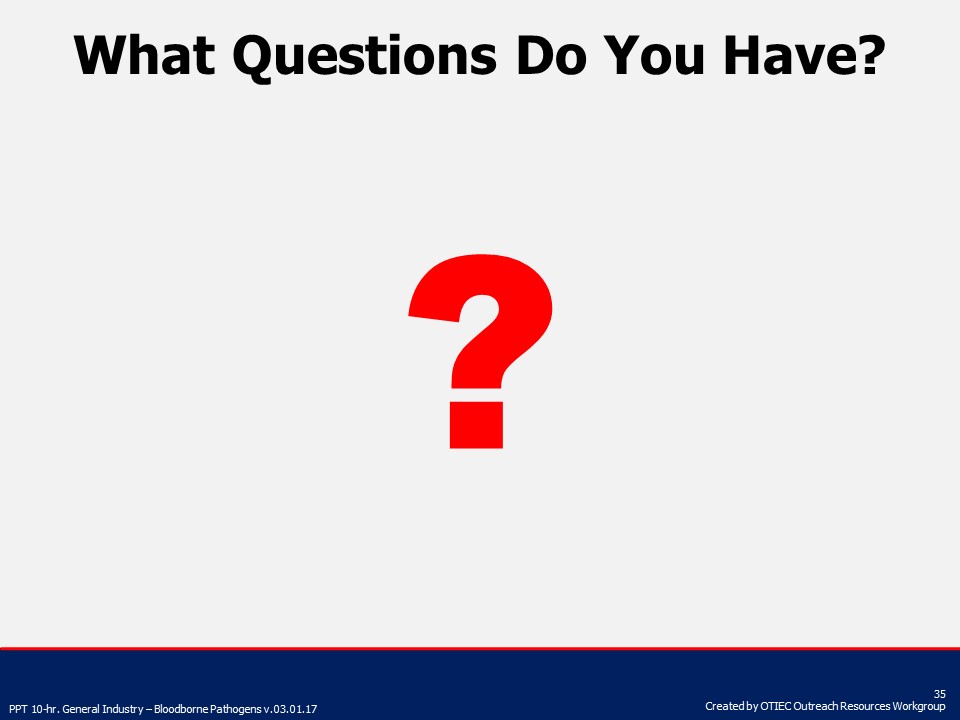 What Questions Do You Have?
?
35
PPT 10-hr. General Industry – Bloodborne Pathogens v.03.01.17
Created by OTIEC Outreach Resources Workgroup